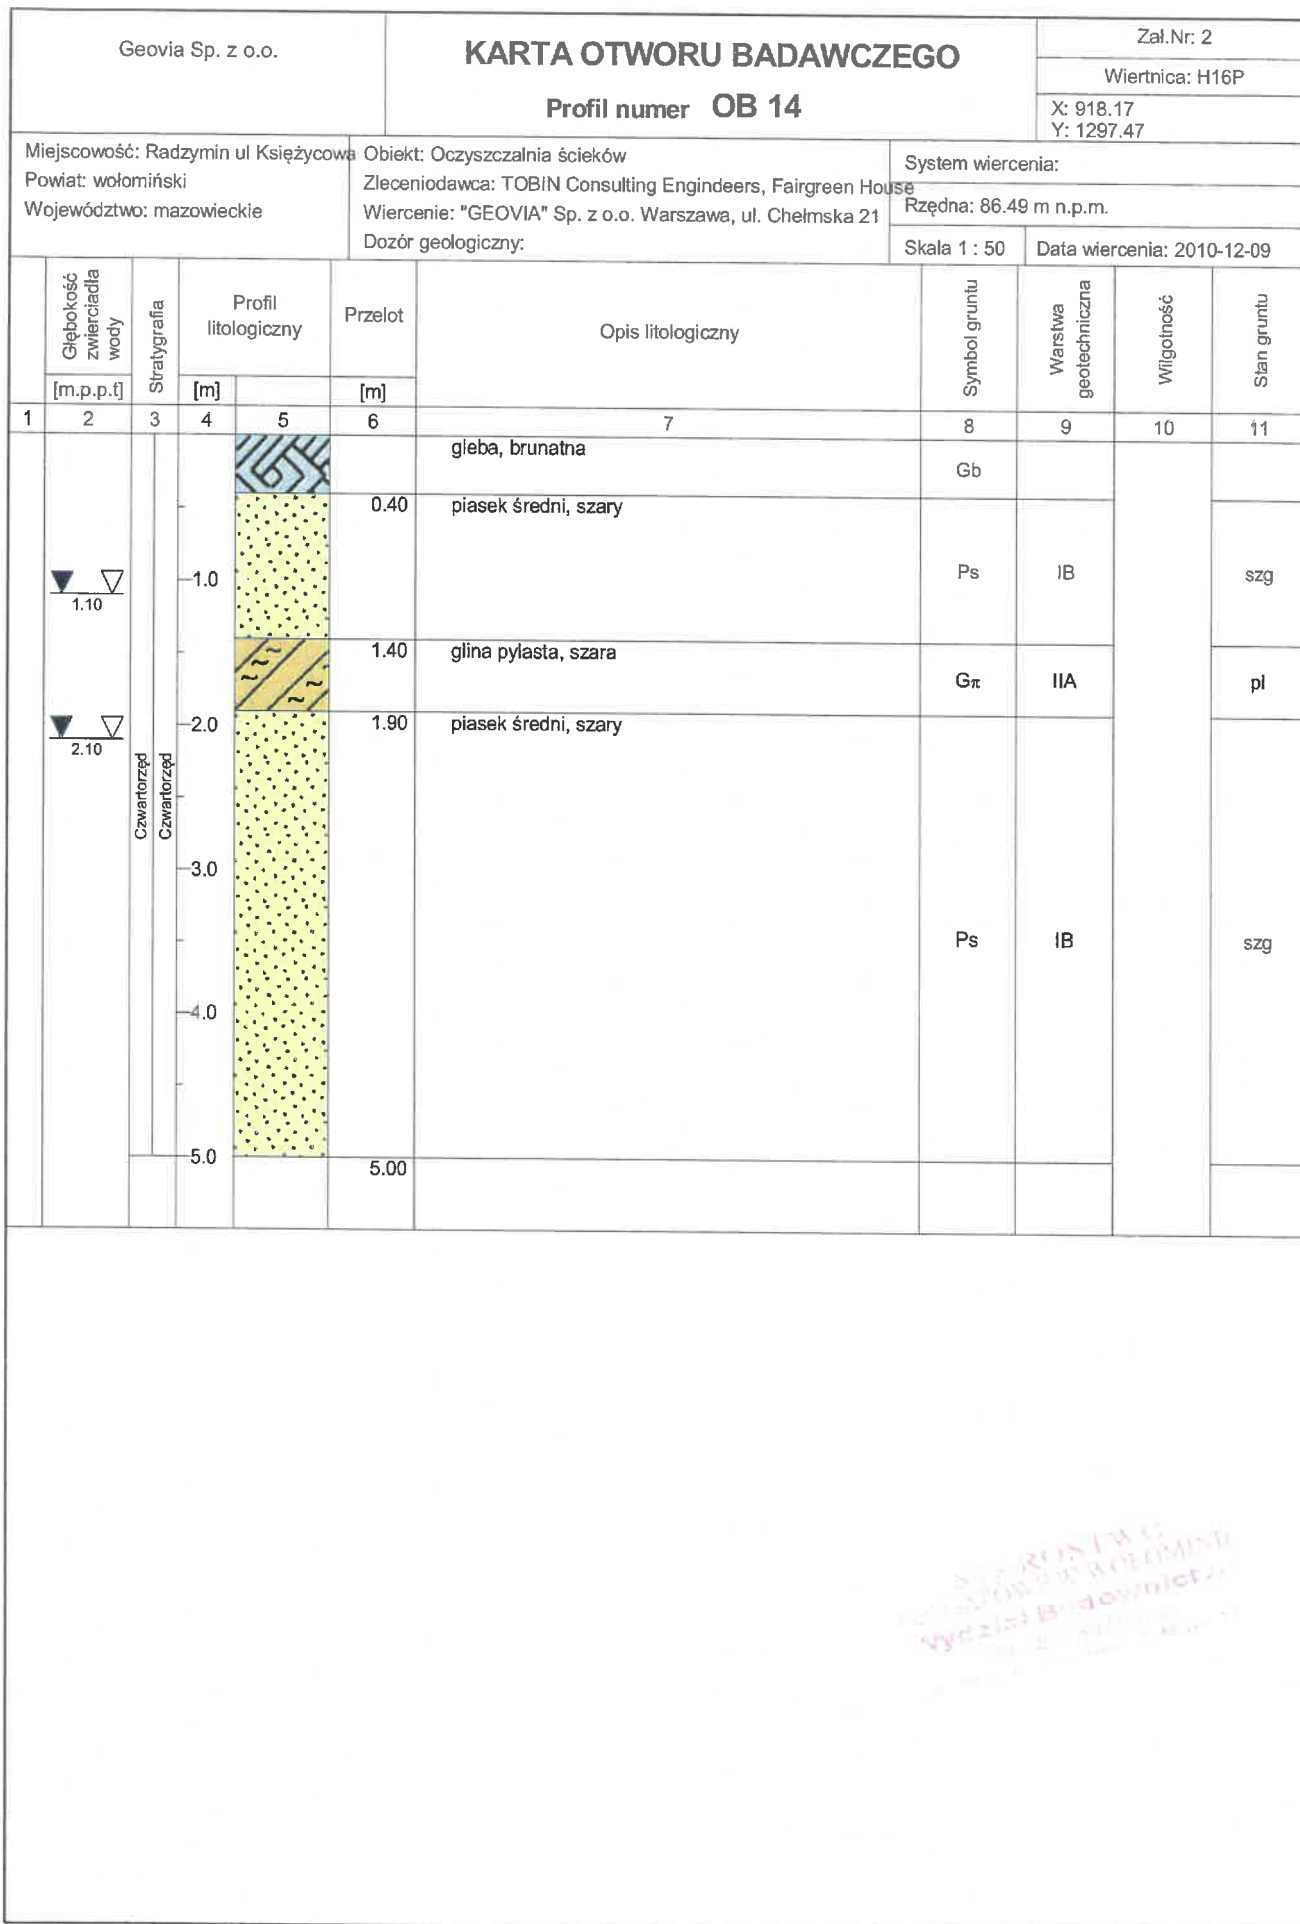 Geovia Sp. z o.o.
KARTA OTWORU BADAWCZEGO
Profil numer OB 14
Zał.Nr: 2
Wiertnica: H16P
X: 918.17
Y: 1297.47
Miejscowość: Radzymin ul Księżycowa
Powiat: wołomiński
Województwo: mazowieckie
Obiekt: Oczyszczalnia ścieków
Zleceniodawca: TOBIN Consulting Engindeers, Fairgreen House
Wiercenie: "GEOVIA" Sp. z o.o. Warszawa, ul. Chełmska 21
Dozór geologiczny:
System wiercenia:
Rzędna: 86.49 m n.p.m.
Skala 1 : 50
Data wiercenia: 2010-12-09
Głębokość zwierciadła wody
[m.p.p.t]
Stratygrafia
Profil litologiczny
[m]
Przelot
[m]
Opis litologiczny
Symbol gruntu
Warstwa geotechniczna
Wilgotność
Stan gruntu
1 2 3 4 5 6 7 8 9 10 11
gleba, brunatna
Gb
0.40 piasek średni, szary
1.0
1.10
Ps IB szg
1.40 glina pylasta, szara
Gπ IIA pl
2.0
1.90 piasek średni, szary
2.10
Czwartorzęd
Czwartorzęd
3.0
Ps IB szg
4.0
5.0
5.00
Wydział Budownictwa